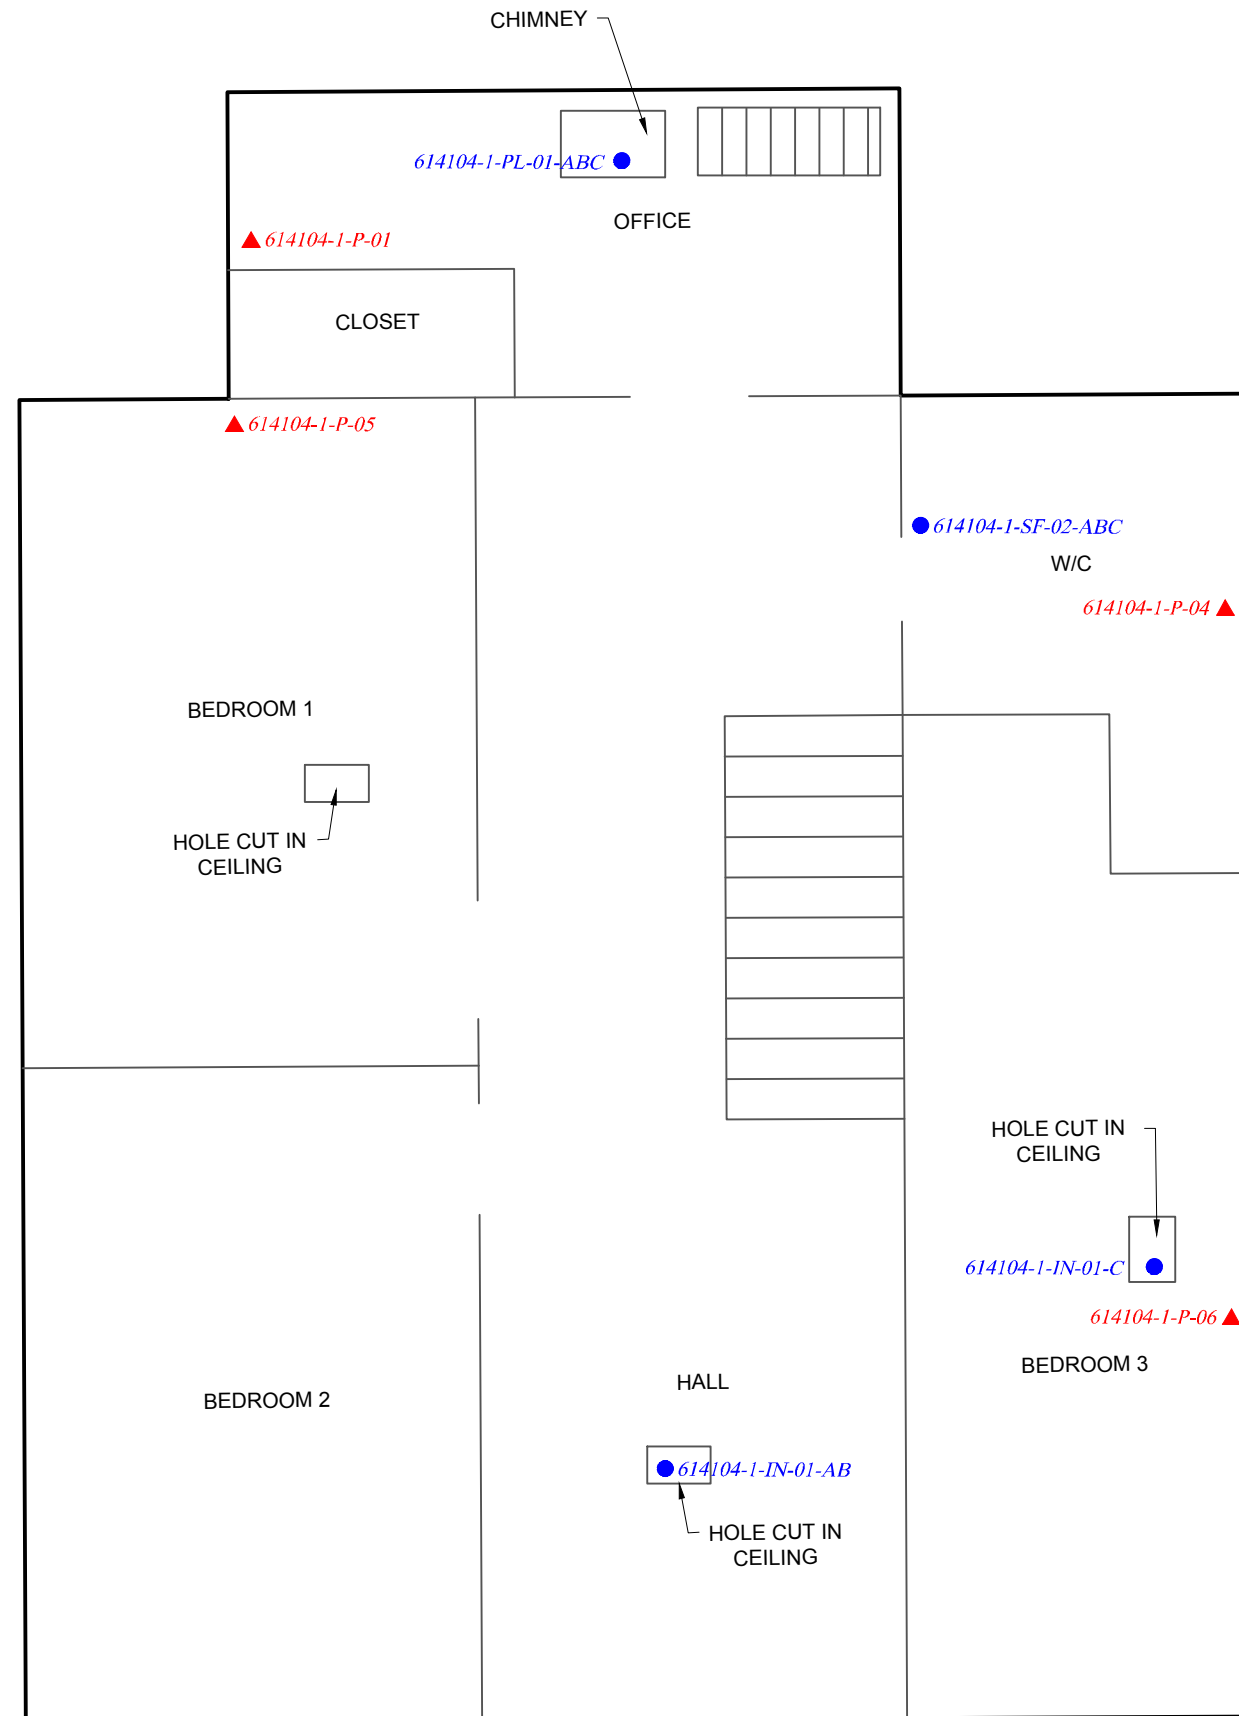 CHIMNEY
614104-1-PL-01-ABC
OFFICE
614104-1-P-01
CLOSET
614104-1-P-05
614104-1-SF-02-ABC
W/C
614104-1-P-04
BEDROOM 1
HOLE CUT IN
CEILING
HOLE CUT IN
CEILING
614104-1-IN-01-C
614104-1-P-06
BEDROOM 3
HALL
BEDROOM 2
614104-1-IN-01-AB
HOLE CUT IN
CEILING